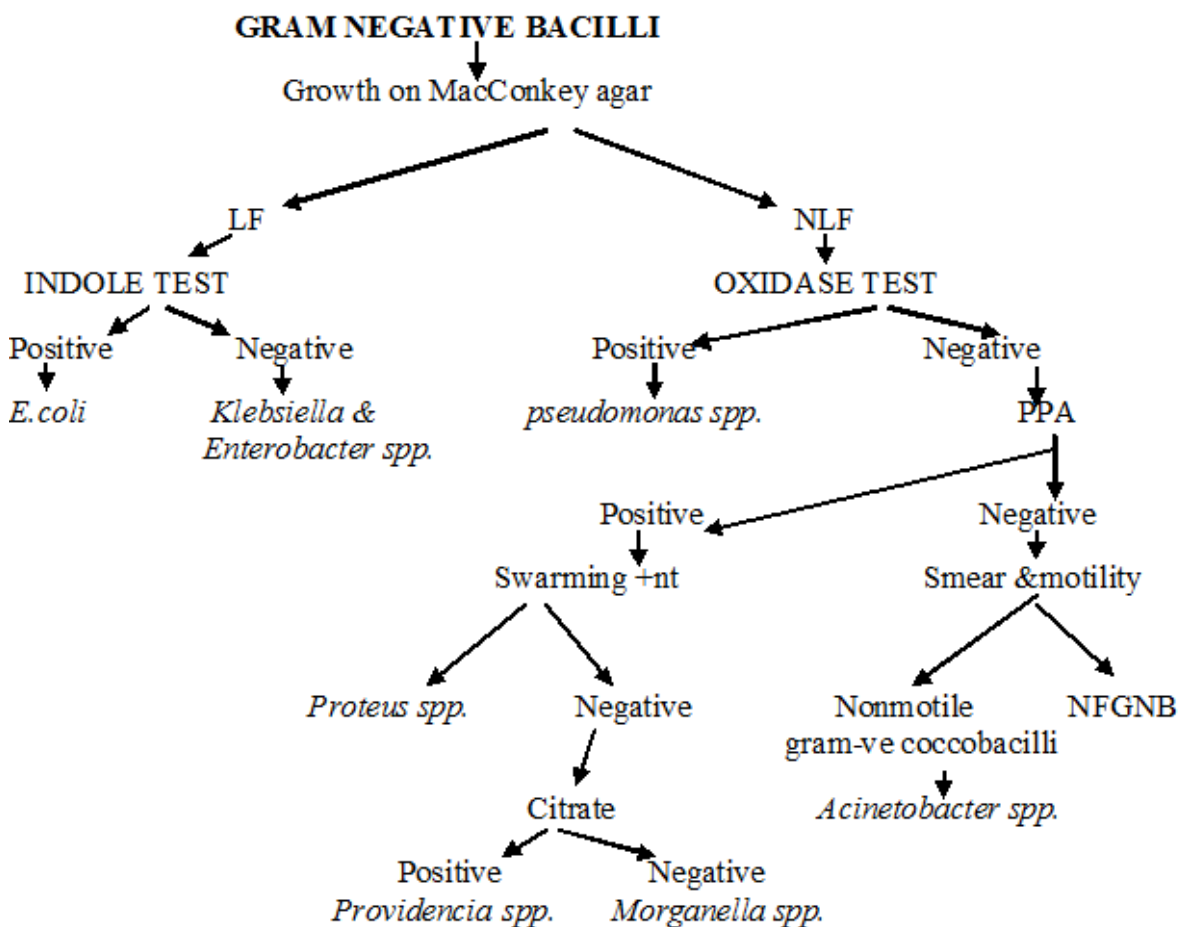 GRAM NEGATIVE BACILLI
Growth on MacConkey agar
LF
NLF
INDOLE TEST
OXIDASE TEST
Positive
Negative
Positive
Negative
E.coli
Klebsiella &
Enterobacter spp.
pseudomonas spp.
PPA
Positive
Negative
Swarming +nt
Smear &motility
Proteus spp.
Negative
Nonmotile
gram-ve coccobacilli
NFGNB
Citrate
Acinetobacter spp.
Positive
Negative
Providencia spp.
Morganella spp.